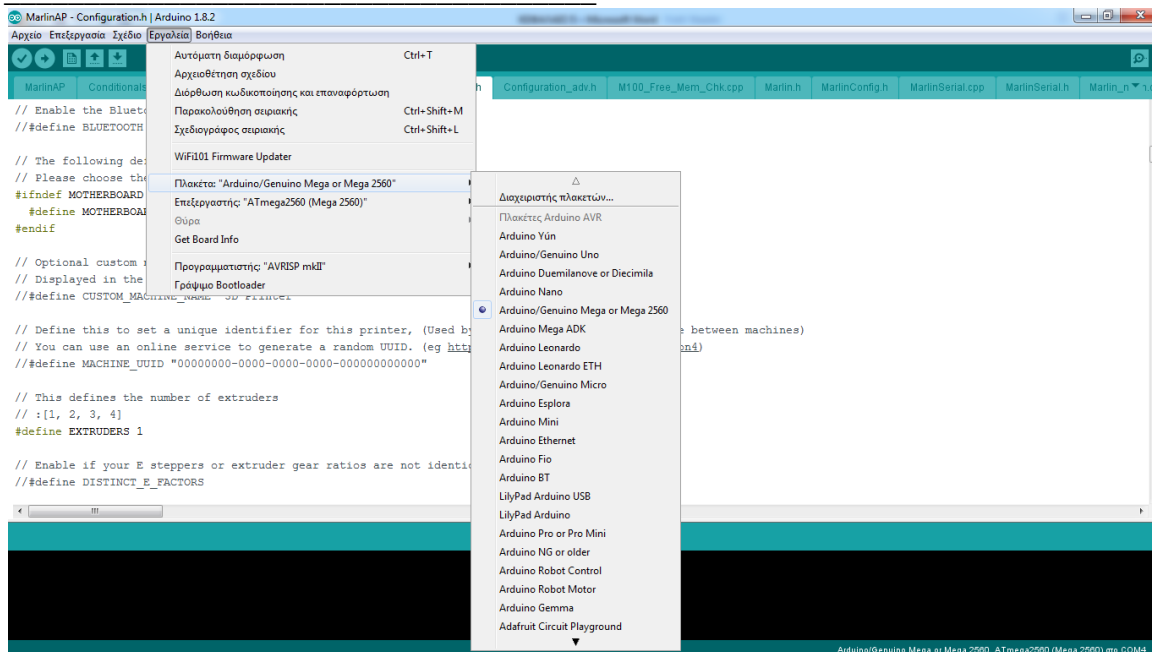 MarlinAP - Configuration.h | Arduino 1.8.2
Αρχείο Επεξεργασία Σχέδιο Εργαλεία Βοήθεια
MarlinAP Conditionals h Configuration_adv.h M100_Free_Mem_Chk.cpp Marlin.h MarlinConfig.h MarlinSerial.cpp MarlinSerial.h Marlin_n
Αυτόματη διαμόρφωση Ctrl+T
Αρχειοθέτηση σχεδίου
Διόρθωση κωδικοποίησης και επαναφόρτωση
Παρακολούθηση σειριακής Ctrl+Shift+M
Σχεδιογράφος σειριακής Ctrl+Shift+L
WiFi101 Firmware Updater
Πλακέτα: "Arduino/Genuino Mega or Mega 2560"
Επεξεργαστής: "ATmega2560 (Mega 2560)"
Θύρα
Get Board Info
Προγραμματιστής: "AVRISP mkII"
Γράψιμο Bootloader
Διαχειριστής πλακετών...
Πλακέτες Arduino AVR
Arduino Yún
Arduino/Genuino Uno
Arduino Duemilanove or Diecimila
Arduino Nano
Arduino/Genuino Mega or Mega 2560
Arduino Mega ADK
Arduino Leonardo
Arduino Leonardo ETH
Arduino/Genuino Micro
Arduino Esplora
Arduino Mini
Arduino Ethernet
Arduino Fio
Arduino BT
LilyPad Arduino USB
LilyPad Arduino
Arduino Pro or Pro Mini
Arduino NG or older
Arduino Robot Control
Arduino Robot Motor
Arduino Gemma
Adafruit Circuit Playground
// Enable the Blueto
//#define BLUETOOTH
// The following de
// Please choose the
#ifndef MOTHERBOARD
#define MOTHERBOA
#endif
// Optional custom
// Displayed in the
//#define CUSTOM_MACHINE_NAME "3D Printer"
// Define this to set a unique identifier for this printer, (Used by e between machines)
// You can use an online service to generate a random UUID. (eg http on4)
//#define MACHINE_UUID "00000000-0000-0000-0000-000000000000"
// This defines the number of extruders
// :[1, 2, 3, 4]
#define EXTRUDERS 1
// Enable if your E steppers or extruder gear ratios are not identic
//#define DISTINCT_E_FACTORS
Arduino/Genuino Mega or Mega 2560, ATmega2560 (Mega 2560) στο COM4